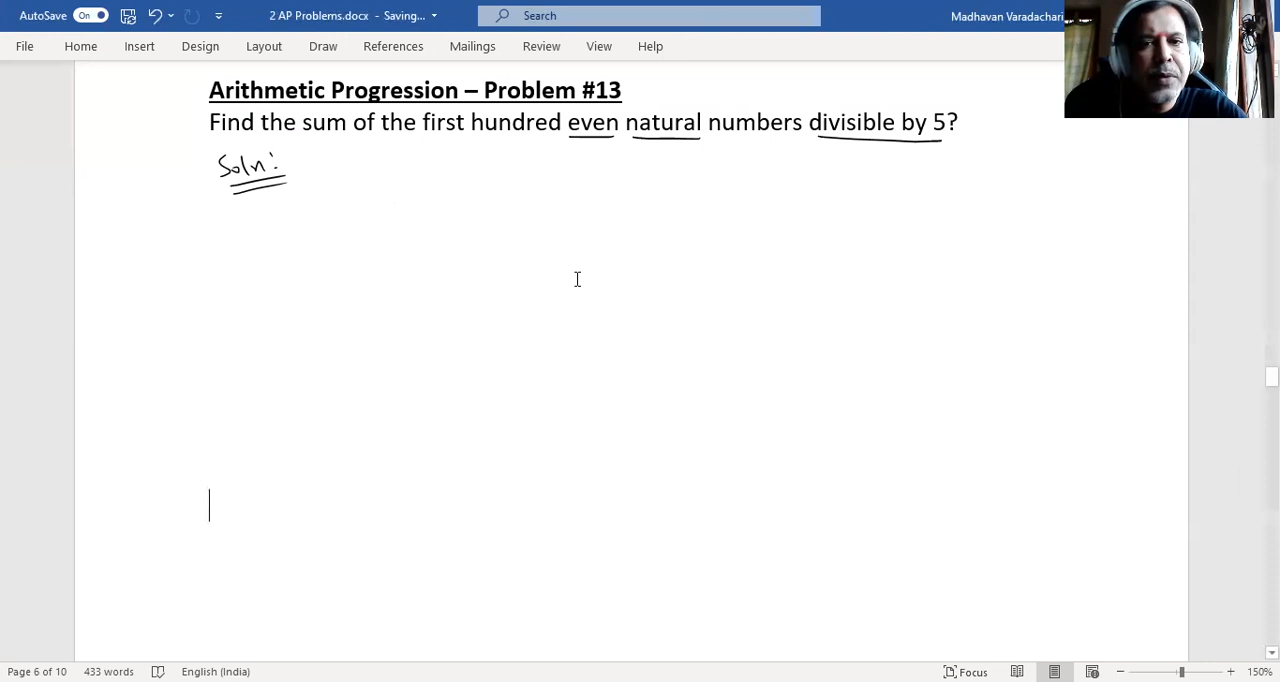 AutoSave On 2 AP Problems.docx - Saving... Search Madhavan Varadachari
File Home Insert Design Layout Draw References Mailings Review View Help
Arithmetic Progression – Problem #13
Find the sum of the first hundred even natural numbers divisible by 5?
Soln:
Page 6 of 10 433 words English (India) Focus 150%